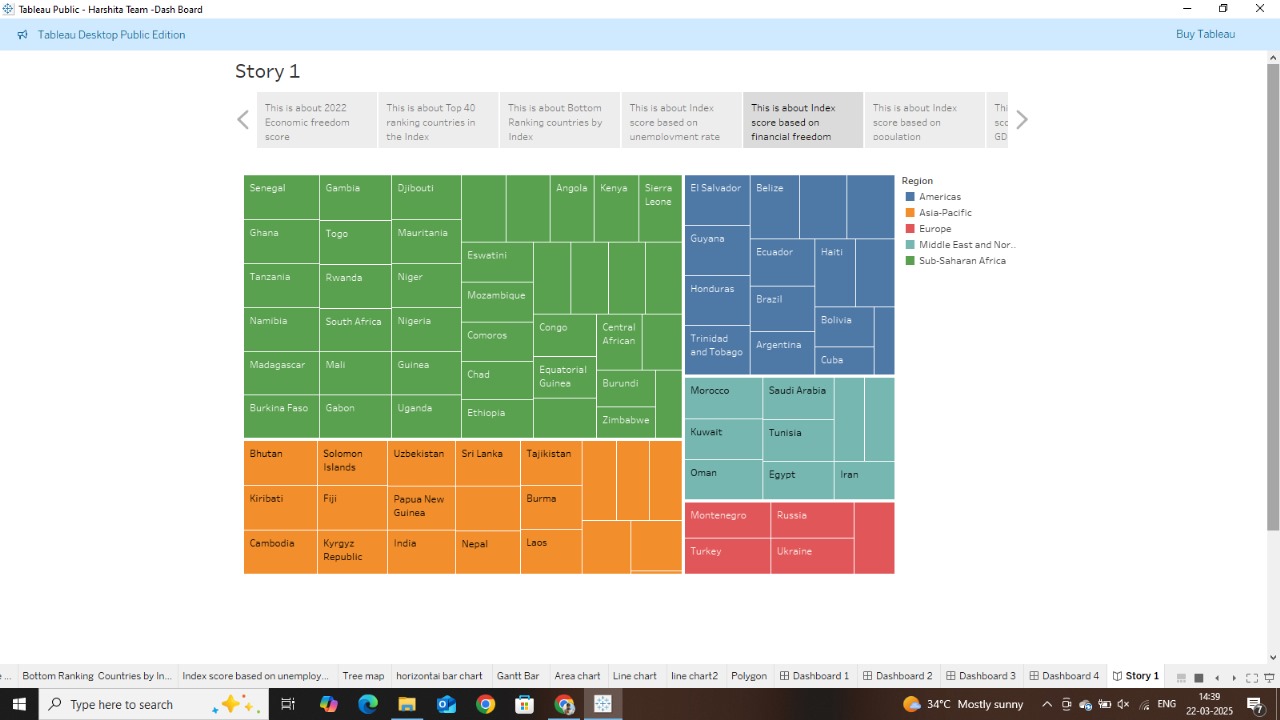 Tableau Public - Harshita Team -Dash Board
Tableau Desktop Public Edition
Buy Tableau
Story 1
This is about 2022
Economic freedom
score
This is about Top 40
ranking countries in
the Index
This is about Bottom
Ranking countries by
Index
This is about Index
score based on
unemployment rate
This is about Index
score based on
financial freedom
This is about Index
score based on
population
Thi
sco
GD
Senegal
Gambia
Djibouti
Angola
Kenya
Sierra
Leone
Ghana
Togo
Mauritania
Eswatini
Tanzania
Rwanda
Niger
Mozambique
Namibia
South Africa
Nigeria
Comoros
Congo
Central
African
Madagascar
Mali
Guinea
Chad
Equatorial
Guinea
Burundi
Burkina Faso
Gabon
Uganda
Ethiopia
Zimbabwe
El Salvador
Belize
Guyana
Ecuador
Haiti
Honduras
Brazil
Bolivia
Trinidad
and Tobago
Argentina
Cuba
Region
Americas
Asia-Pacific
Europe
Middle East and Nor..
Sub-Saharan Africa
Morocco
Saudi Arabia
Kuwait
Tunisia
Oman
Egypt
Iran
Bhutan
Solomon
Islands
Uzbekistan
Sri Lanka
Tajikistan
Kiribati
Fiji
Papua New
Guinea
Burma
Cambodia
Kyrgyz
Republic
India
Nepal
Laos
Montenegro
Russia
Turkey
Ukraine
e ...
Bottom Ranking Countries by In...
Index score based on unemploy...
Tree map
horizontai bar chart
Gantt Bar
Area chart
Line chart
line chart2
Polygon
Dashboard 1
Dashboard 2
Dashboard 3
Dashboard 4
Story 1
Type here to search
34°C Mostly sunny
ENG
14:39
22-03-2025